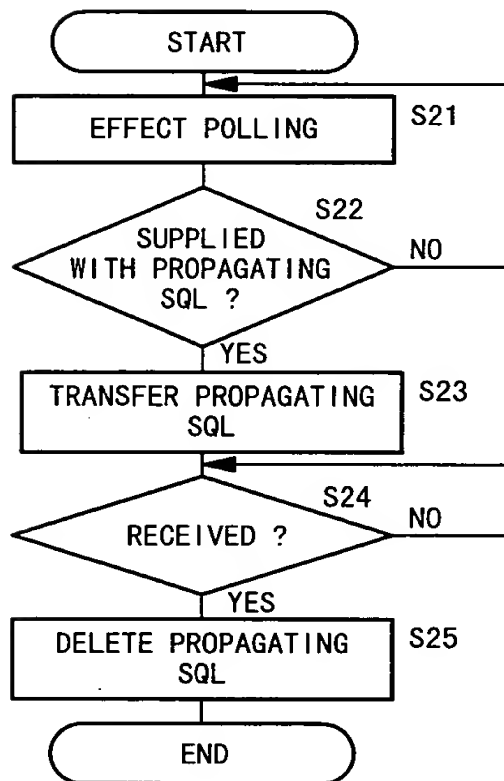 START
EFFECT POLLING
S21
S22
SUPPLIED
WITH PROPAGATING
SQL ?
NO
YES
TRANSFER PROPAGATING
SQL
S23
S24
RECEIVED ?
NO
YES
DELETE PROPAGATING
SQL
S25
END